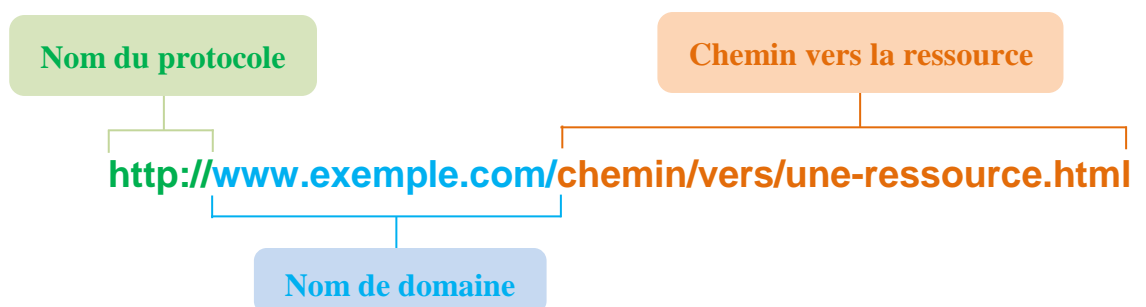 Nom du protocole
Chemin vers la ressource
http://www.exemple.com/chemin/vers/une-ressource.html
Nom de domaine